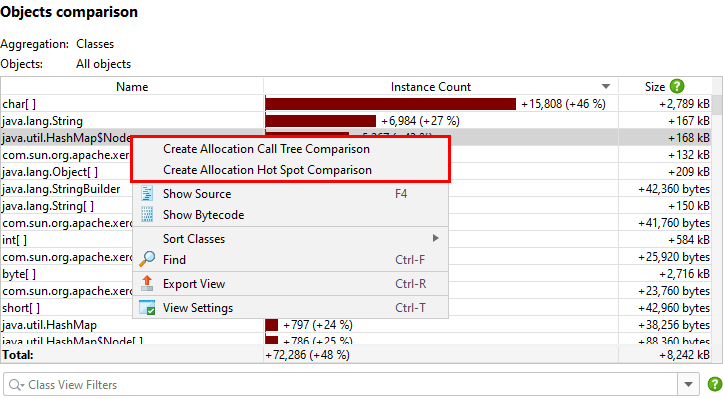 Objects comparison
Aggregation: Classes
Objects: All objects
Name Instance Count Size ?
char[ ] +15,808 (+46 %) +2,789 kB
java.lang.String +6,984 (+27 %) +167 kB
java.util.HashMap$Node +168 kB
Create Allocation Call Tree Comparison
com.sun.org.apache.xer +132 kB
Create Allocation Hot Spot Comparison
java.lang.Object[ ] +209 kB
java.lang.StringBuilder Show Source F4 +42,360 bytes
java.lang.String[ ] Show Bytecode +150 kB
com.sun.org.apache.xerc +41,760 bytes
int[ ] Sort Classes +584 kB
com.sun.org.apache.xerc Find Ctrl-F +25,920 bytes
byte[ ] +2,716 kB
com.sun.org.apache.xerc Export View Ctrl-R +23,760 bytes
short[ ] View Settings Ctrl-T +42,960 bytes
java.util.HashMap +797 (+24 %) +38,256 bytes
java.util.HashMap$Node[ ] +786 (+25 %) +88,360 bytes
Total: +72,286 (+48 %) +8,242 kB
Class View Filters ?